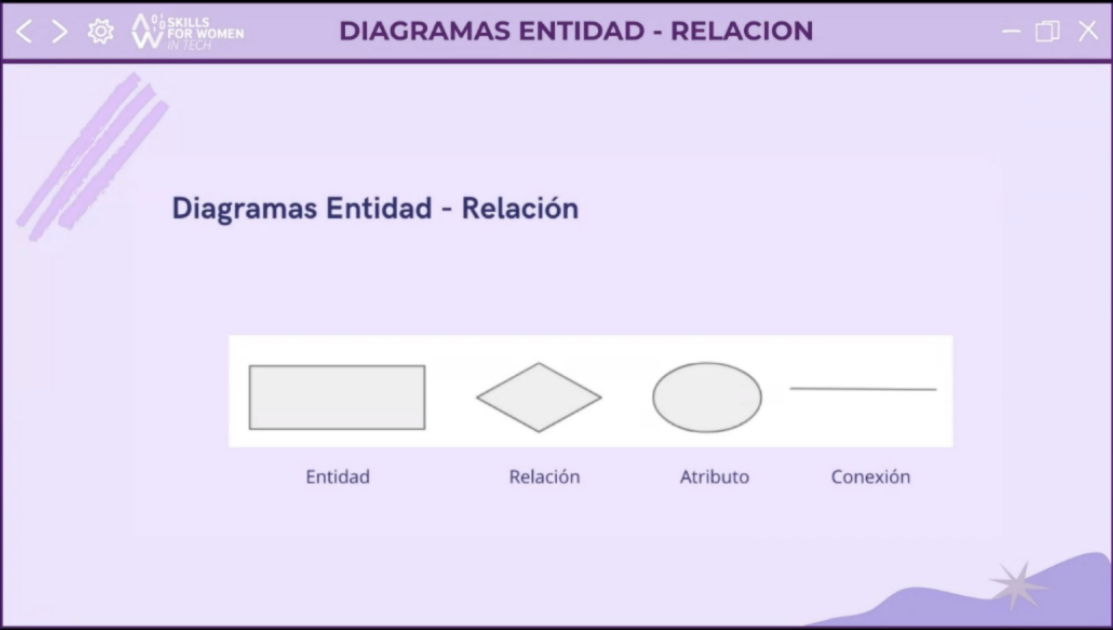 SKILLS
FOR WOMEN
IN TECH
DIAGRAMAS ENTIDAD - RELACION
Diagramas Entidad - Relación
Entidad
Relación
Atributo
Conexión